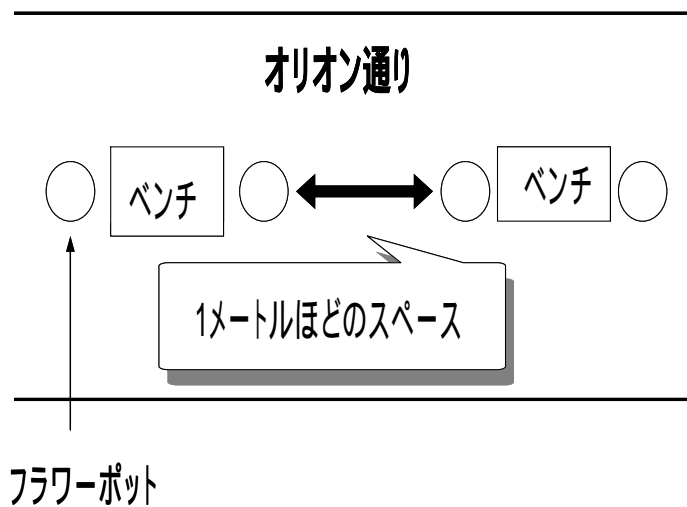 オリオン通り
ベンチ
ベンチ
1メートルほどのスペース
フラワーポット